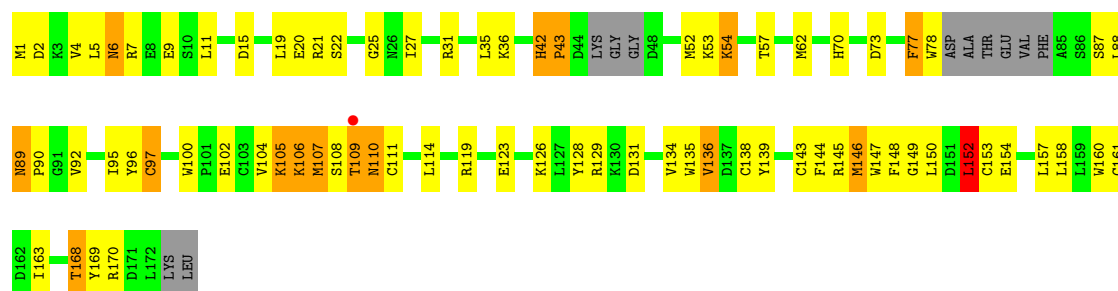 M1 D2 K3 V4 L5 N6 R7 E8 E9 S10 L11 D15 L19 E20 R21 S22 G25 N26 I27 R31 L35 K36 H42 P43 D44 LYS GLY GLY D48 M52 K53 K54 T57 M62 H70 D73 F77 W78 ASP ALA THR GLU VAL PHE A85 S86 S87
N89 P90 G91 V92 I95 Y96 C97 W100 P101 E102 C103 V104 K105 K106 M107 S108 T109 N110 C111 L114 R119 E123 K126 L127 Y128 R129 K130 D131 V134 W135 V136 D137 C138 Y139 C143 F144 R145 M146 W147 F148 G149 L150 D151 L152 C153 E154 L157 L158 L159 W160 C161
D162 I163 T168 Y169 R170 D171 L172 LYS LEU